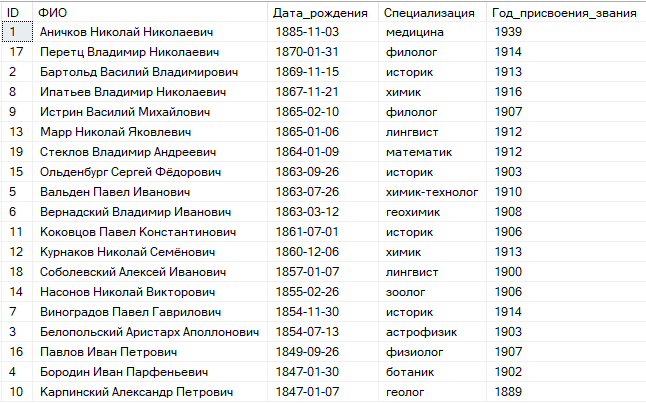 ID ФИО Дата_рождения Специализация Год_присвоения_звания
1 Аничков Николай Николаевич 1885-11-03 медицина 1939
17 Перетц Владимир Николаевич 1870-01-31 филолог 1914
2 Бартольд Василий Владимирович 1869-11-15 историк 1913
8 Ипатьев Владимир Николаевич 1867-11-21 химик 1916
9 Истрин Василий Михайлович 1865-02-10 филолог 1907
13 Марр Николай Яковлевич 1865-01-06 лингвист 1912
19 Стеклов Владимир Андреевич 1864-01-09 математик 1912
15 Ольденбург Сергей Фёдорович 1863-09-26 историк 1903
5 Вальден Павел Иванович 1863-07-26 химик-технолог 1910
6 Вернадский Владимир Иванович 1863-03-12 геохимик 1908
11 Коковцов Павел Константинович 1861-07-01 историк 1906
12 Курнаков Николай Семёнович 1860-12-06 химик 1913
18 Соболевский Алексей Иванович 1857-01-07 лингвист 1900
14 Насонов Николай Викторович 1855-02-26 зоолог 1906
7 Виноградов Павел Гаврилович 1854-11-30 историк 1914
3 Белопольский Аристарх Аполлонович 1854-07-13 астрофизик 1903
16 Павлов Иван Петрович 1849-09-26 физиолог 1907
4 Бородин Иван Парфеньевич 1847-01-30 ботаник 1902
10 Карпинский Александр Петрович 1847-01-07 геолог 1889